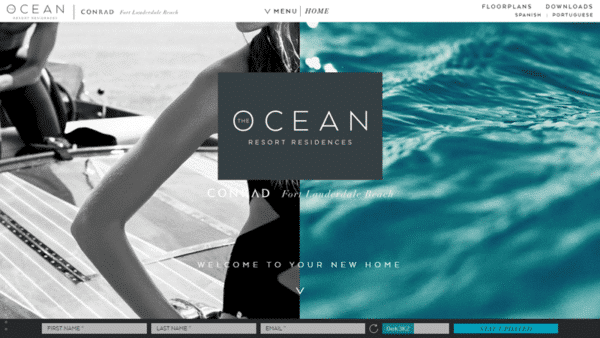 THE OCEAN
RESORT RESIDENCES
CONRAD Fort Lauderdale Beach
MENU HOME
FLOORPLANS DOWNLOADS
SPANISH | PORTUGUESE
THE OCEAN
RESORT RESIDENCES
CONRAD Fort Lauderdale Beach
WELCOME TO YOUR NEW HOME
FIRST NAME *
LAST NAME *
EMAIL *
STAY UPDATED